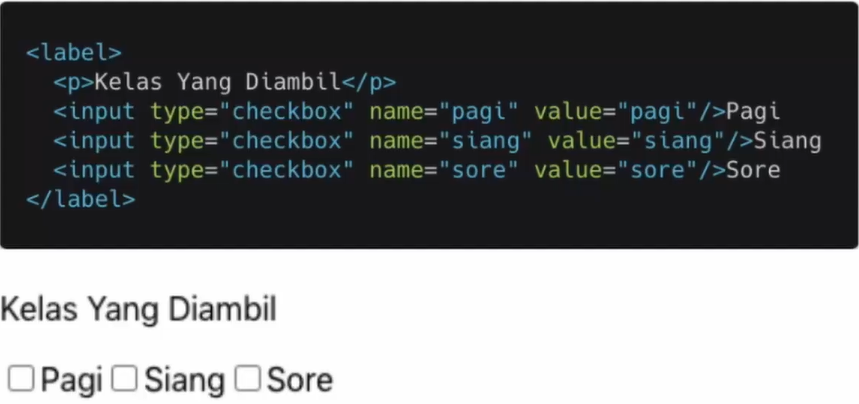 <label>
  <p>Kelas Yang Diambil</p>
  <input type="checkbox" name="pagi" value="pagi"/>Pagi
  <input type="checkbox" name="siang" value="siang"/>Siang
  <input type="checkbox" name="sore" value="sore"/>Sore
</label>
Kelas Yang Diambil
Pagi Siang Sore